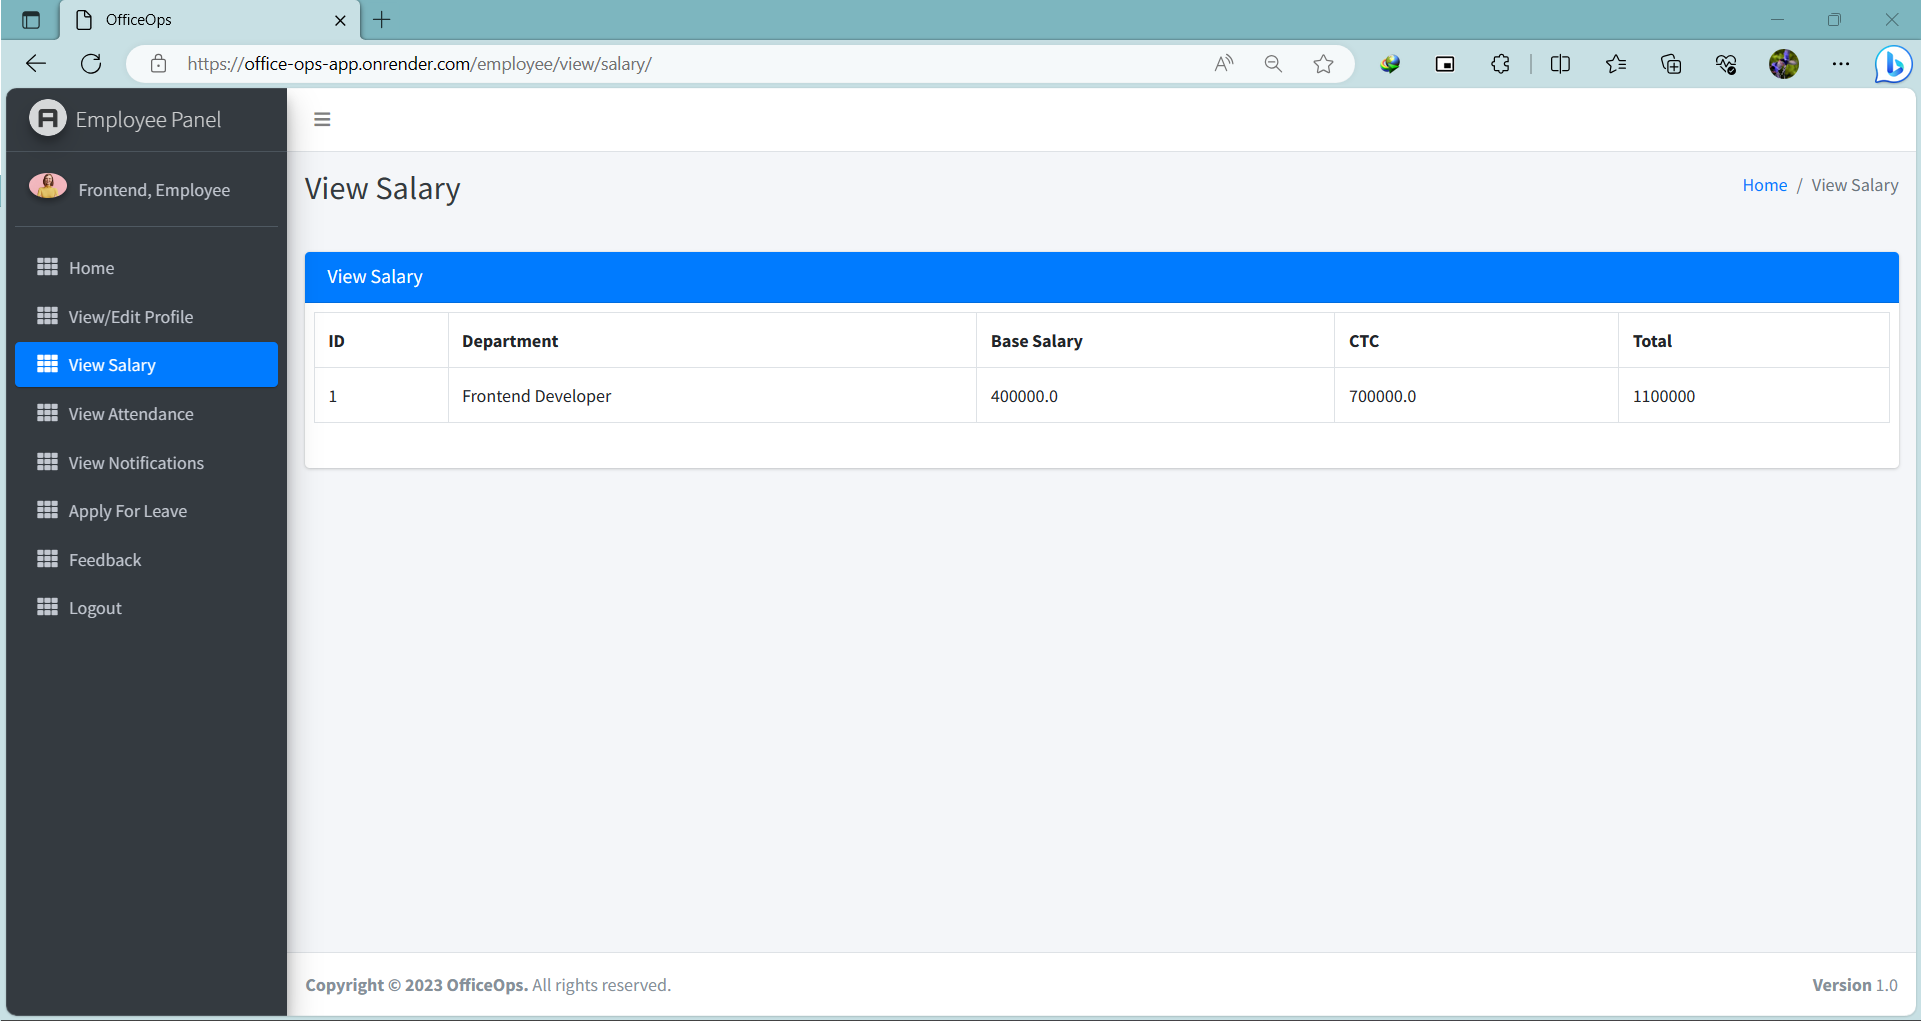 OfficeOps
https://office-ops-app.onrender.com/employee/view/salary/
Employee Panel
Frontend, Employee
Home
View/Edit Profile
View Salary
View Attendance
View Notifications
Apply For Leave
Feedback
Logout
View Salary
Home / View Salary
View Salary
ID Department Base Salary CTC Total
1 Frontend Developer 400000.0 700000.0 1100000
Copyright © 2023 OfficeOps. All rights reserved.
Version 1.0